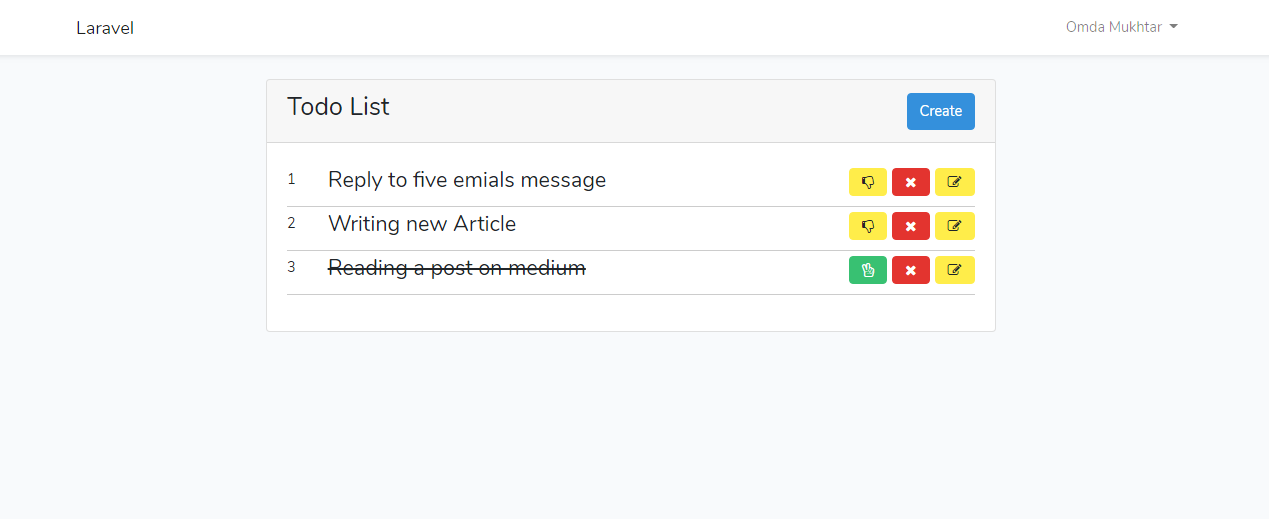 Laravel
Omda Mukhtar
Todo List
Create
1 Reply to five emials message
2 Writing new Article
3 Reading a post on medium